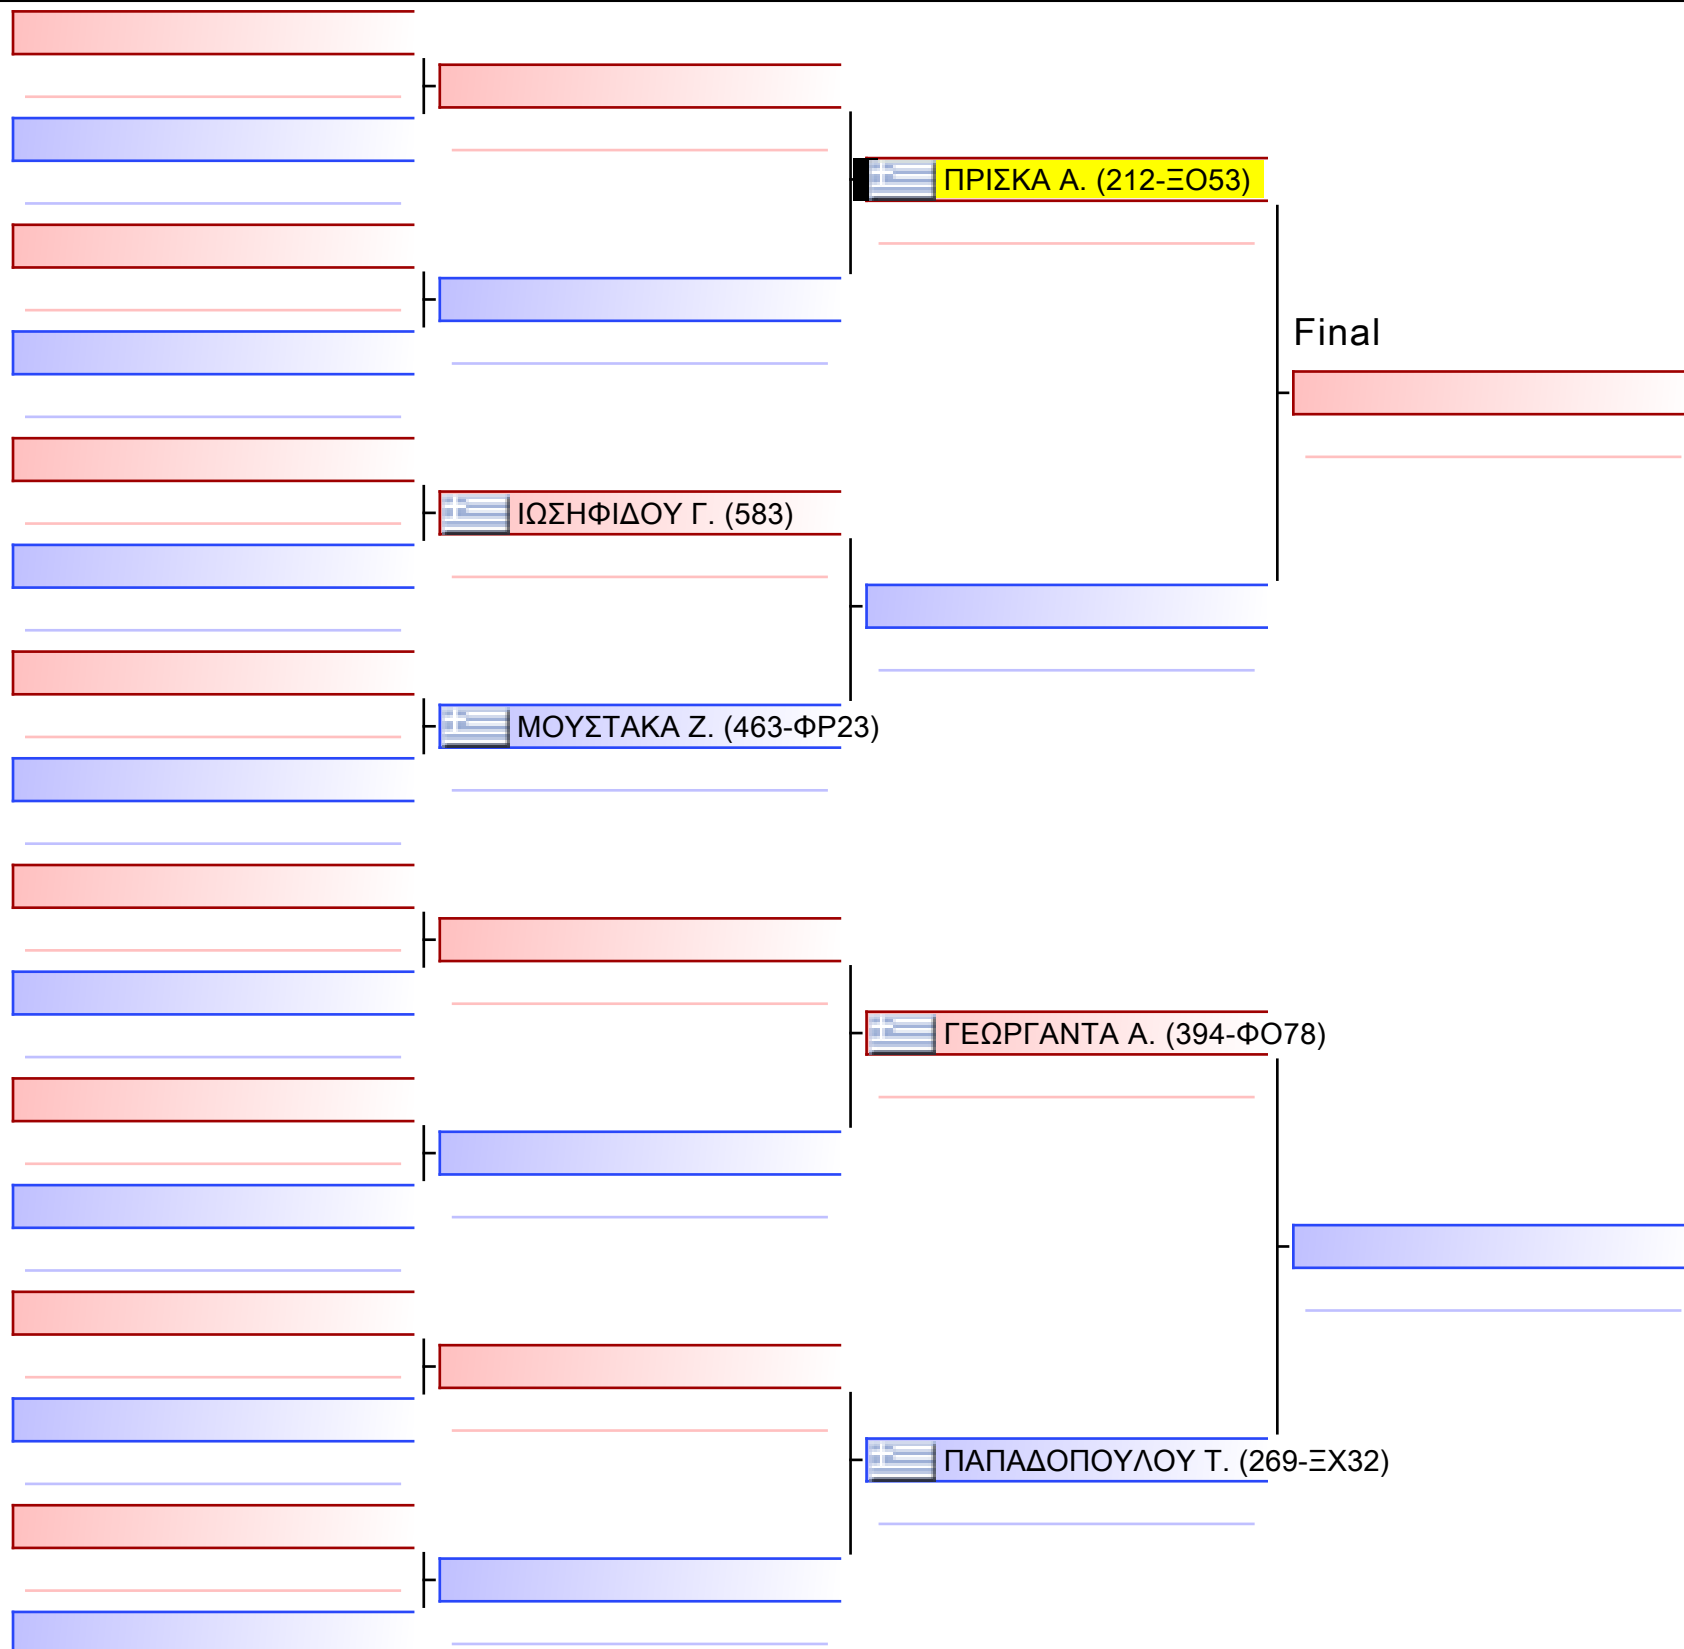 ΠΡΙΣΚΑ Α. (212-ΞΟ53)
Final
ΙΩΣΗΦΙΔΟΥ Γ. (583)
ΜΟΥΣΤΑΚΑ Ζ. (463-ΦΡ23)
ΓΕΩΡΓΑΝΤΑ Α. (394-ΦΟ78)
ΠΑΠΑΔΟΠΟΥΛΟΥ Τ. (269-ΞΧ32)